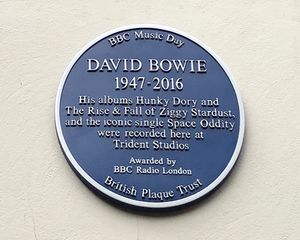 BBC Music Day
DAVID BOWIE
1947-2016
His albums Hunky Dory and
The Rise & Fall of Ziggy Stardust,
and the iconic single Space Oddity
were recorded here at
Trident Studios
Awarded by
BBC Radio London
British Plaque Trust